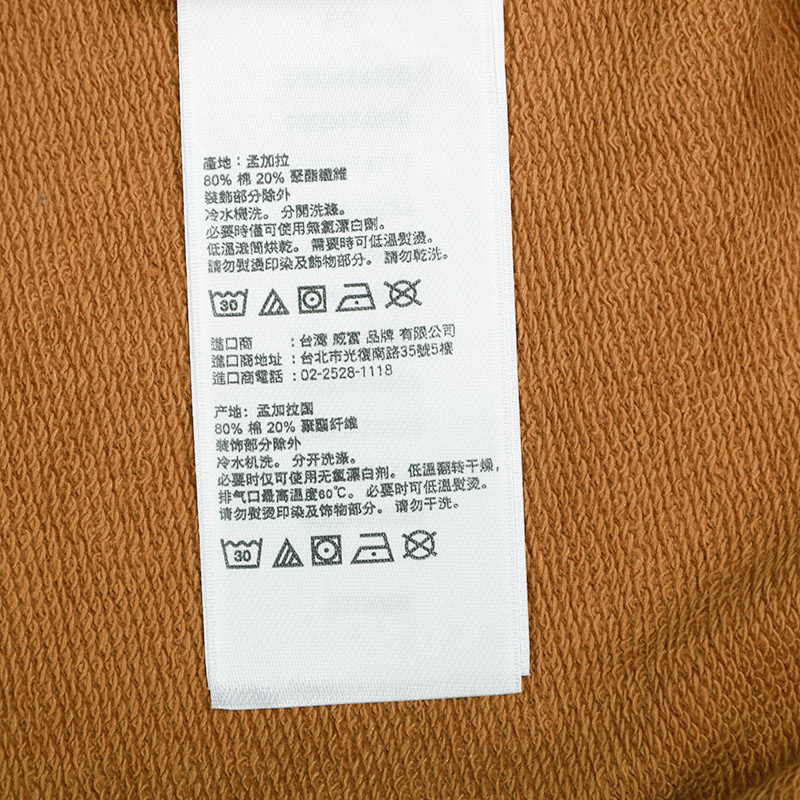 產地：孟加拉
80% 棉 20% 聚酯纖維
裝飾部分除外
冷水機洗。 分開洗滌。
必要時僅可使用無氯漂白劑。
低溫滾筒烘乾。 需要時可低溫熨燙。
請勿熨燙印染及飾物部分。 請勿乾洗。
30
進口商 ：台灣 威富 品牌 有限公司
進口商地址 ：台北市光復南路35號5樓
進口商電話 ：02-2528-1118
产地：孟加拉國
80% 棉 20% 聚酯纤维
装饰部分除外
冷水机洗。 分开洗涤。
必要时仅可使用无氯漂白剂。 低温翻转干燥，
排气口最高温度60℃。 必要时可低温熨烫。
请勿熨烫印染及饰物部分。 请勿干洗。
30